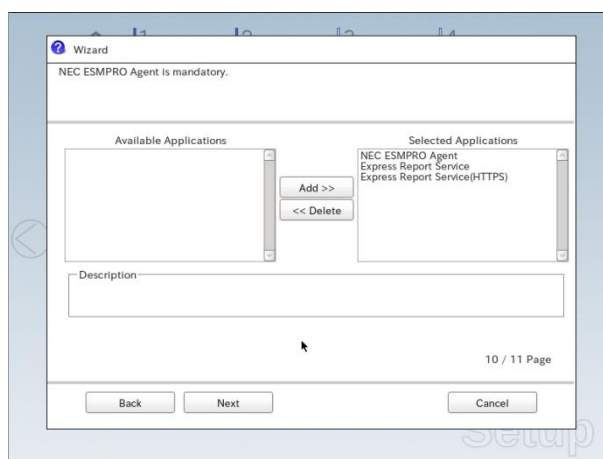 Wizard
NEC ESMPRO Agent is mandatory.
Available Applications
Selected Applications
NEC ESMPRO Agent
Express Report Service
Express Report Service(HTTPS)
Add >>
<< Delete
Description
10 / 11 Page
Back
Next
Cancel
Setup